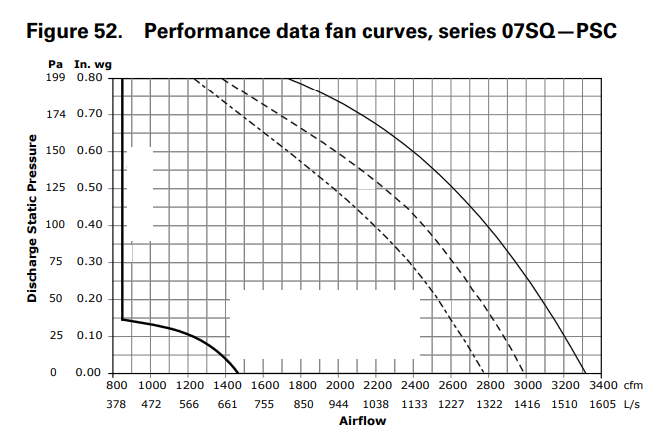 Figure 52. Performance data fan curves, series 07SQ—PSC
Pa In. wg
199 0.80
174 0.70
150 0.60
125 0.50
100 0.40
75 0.30
50 0.20
25 0.10
0 0.00
Discharge Static Pressure
800 1000 1200 1400 1600 1800 2000 2200 2400 2600 2800 3000 3200 3400 cfm
378 472 566 661 755 850 944 1038 1133 1227 1322 1416 1510 1605 L/s
Airflow